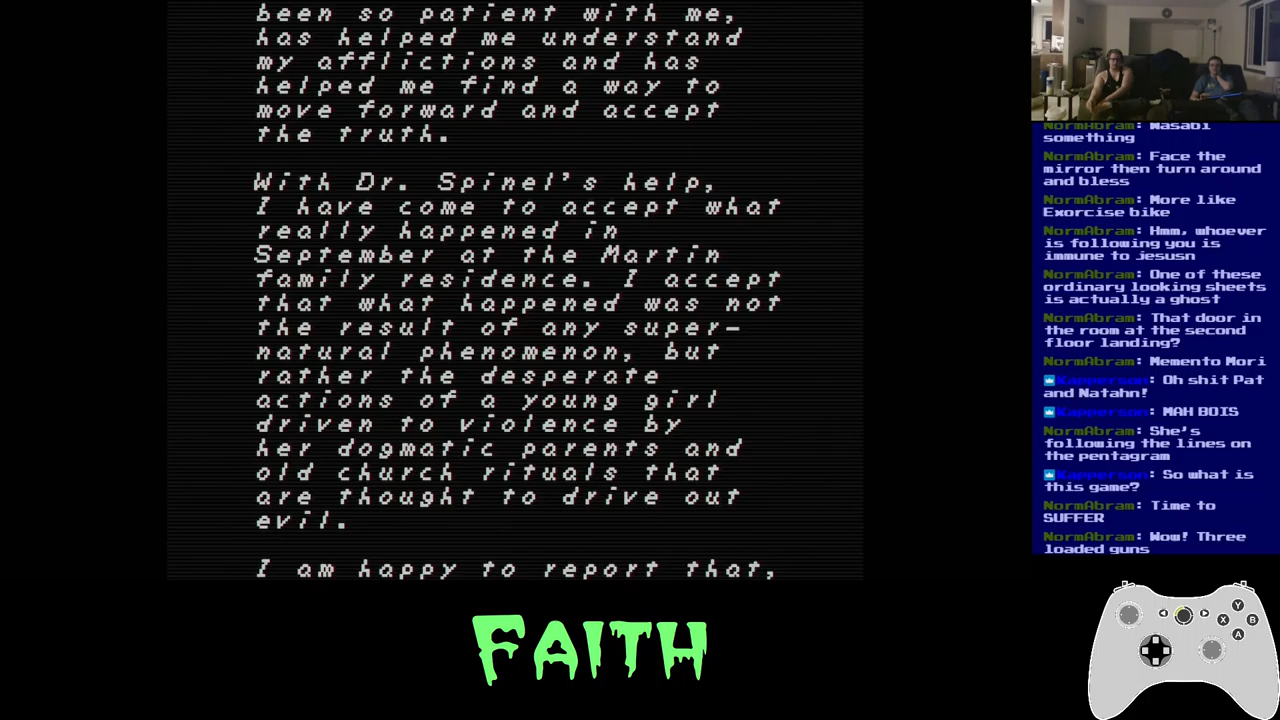 been so patient with me,
has helped me understand
my afflictions and has
helped me find a way to
move forward and accept
the truth.
With Dr. Spinel's help,
I have come to accept what
really happened in
September at the Martin
family residence. I accept
that what happened was not
the result of any super-
natural phenomenon, but
rather the desperate
actions of a young girl
driven to violence by
her dogmatic parents and
old church rituals that
are thought to drive out
evil.
I am happy to report that,
FAITH
NormAbram: Wasabi
something
NormAbram: Face the
mirror then turn around
and bless
NormAbram: More like
Exorcise bike
NormAbram: Hmm, whoever
is following you is
immune to jesusn
NormAbram: One of these
ordinary looking sheets
is actually a ghost
NormAbram: That door in
the room at the second
floor landing?
NormAbram: Memento Mori
Kapperson: Oh shit Pat
and Natahn!
Kapperson: MAH BOIS
NormAbram: She's
following the lines on
the pentagram
Kapperson: So what is
this game?
NormAbram: Time to
SUFFER
NormAbram: Wow! Three
loaded guns
Y
X
B
A